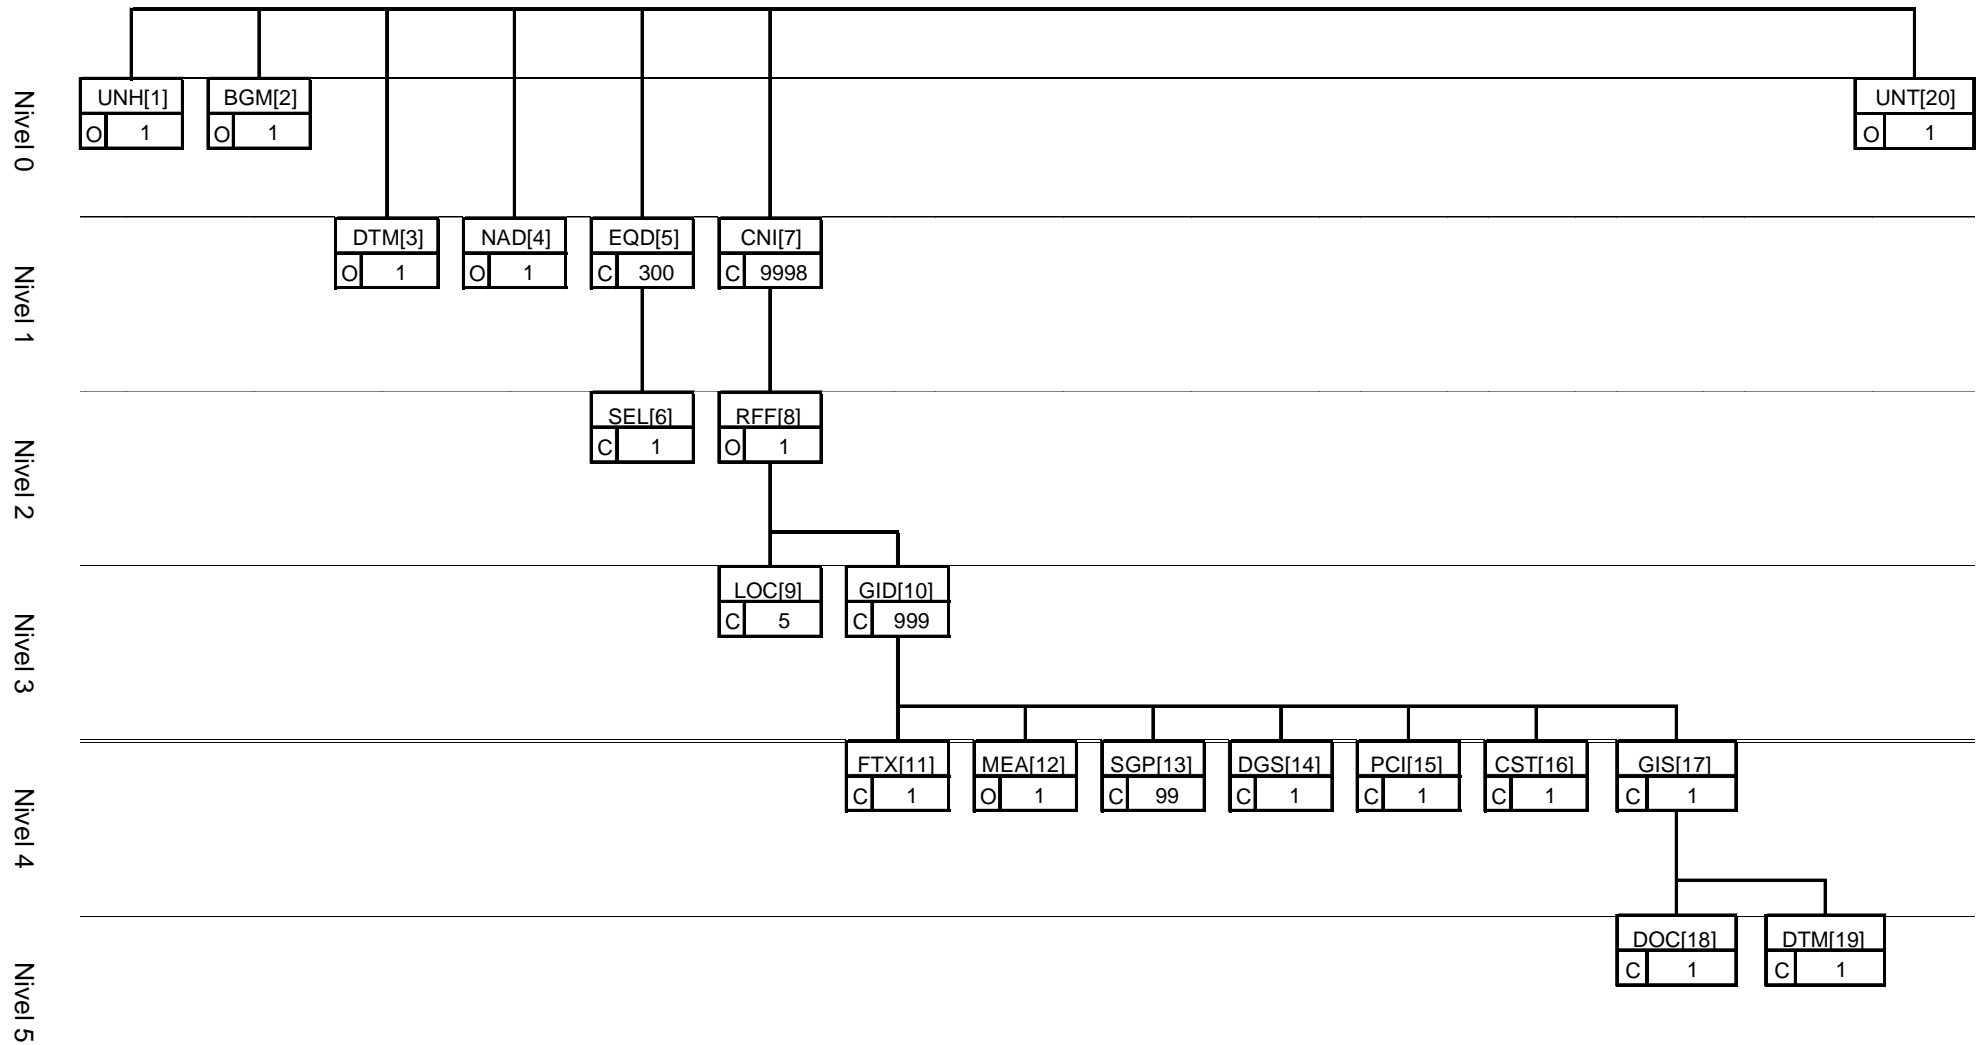 Nivel 0
UNH[1] BGM[2] UNT[20]
O 1 O 1 O 1
Nivel 1
DTM[3] NAD[4] EQD[5] CNI[7]
O 1 O 1 C 300 C 9998
Nivel 2
SEL[6] RFF[8]
C 1 O 1
Nivel 3
LOC[9] GID[10]
C 5 C 999
Nivel 4
FTX[11] MEA[12] SGP[13] DGS[14] PCI[15] CST[16] GIS[17]
C 1 O 1 C 99 C 1 C 1 C 1 C 1
Nivel 5
DOC[18] DTM[19]
C 1 C 1